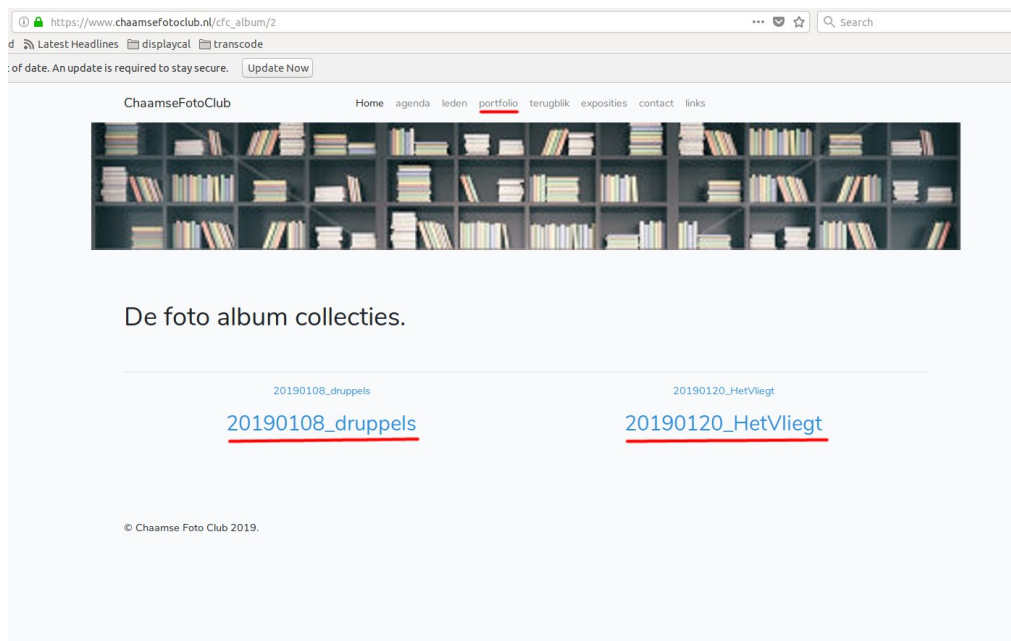 https://www.chaamsefotoclub.nl/cfc_album/2
Search
d Latest Headlines displaycal transcode
of date. An update is required to stay secure. Update Now
ChaamseFotoClub Home agenda leden portfolio terugblik exposities contact links
De foto album collecties.
20190108_druppels 20190120_HetVliegt
20190108_druppels 20190120_HetVliegt
© Chaamse Foto Club 2019.